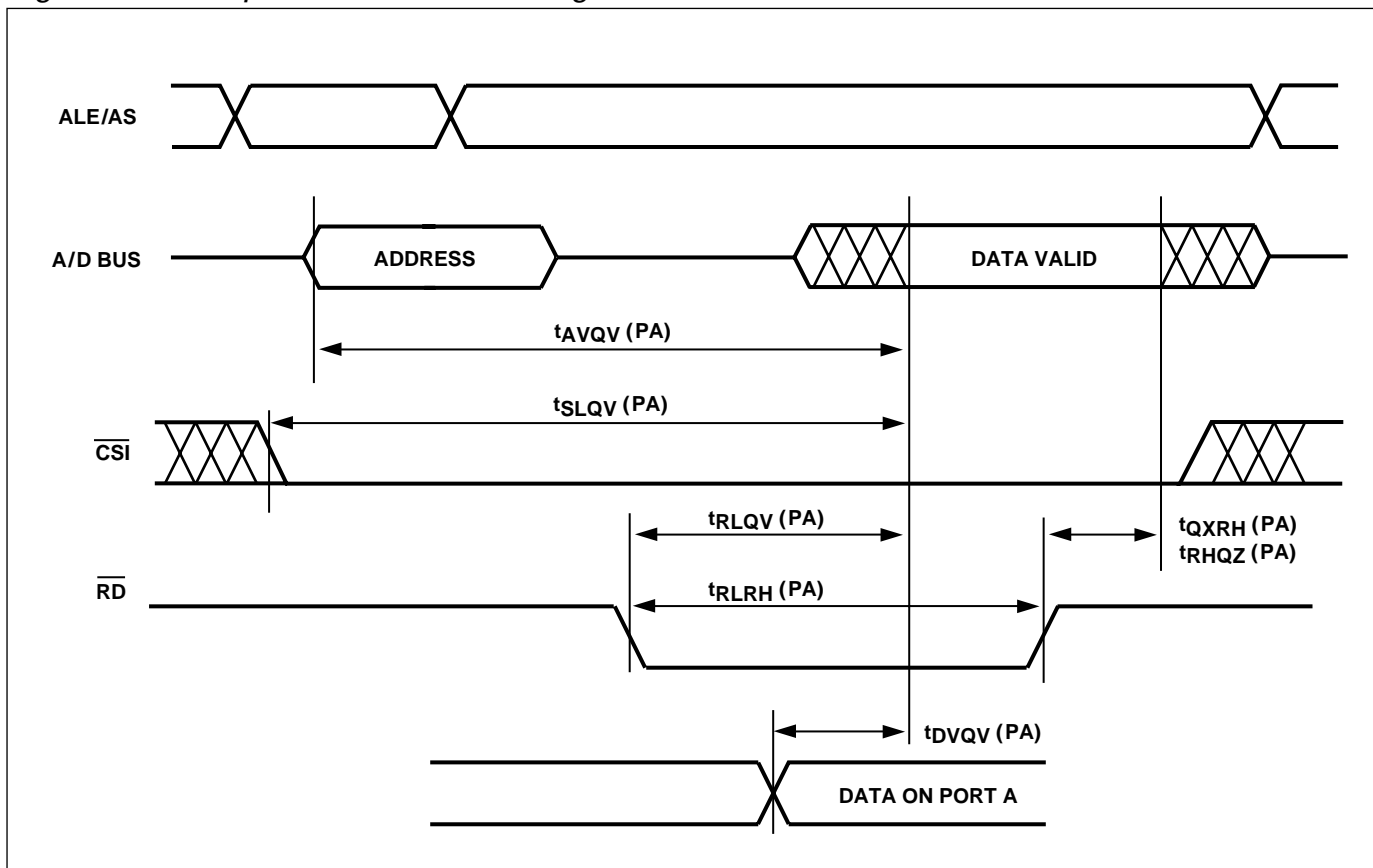 ALE/AS
A/D BUS
ADDRESS
DATA VALID
tAVQV (PA)
tSLQV (PA)
CSI
tRLQV (PA)
tQXRH (PA)
tRHQZ (PA)
RD
tRLRH (PA)
tDVQV (PA)
DATA ON PORT A